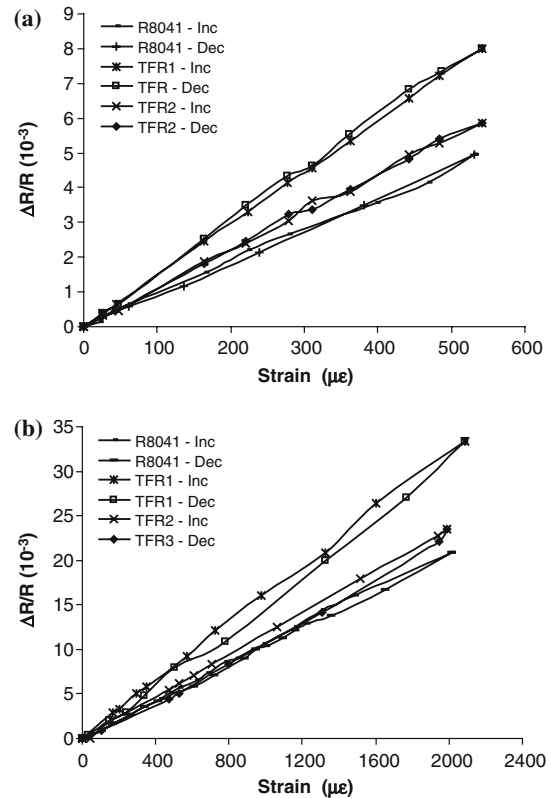 (a)
9
8
7
6
5
4
3
2
1
0
ΔR/R (10-3)
R8041 - Inc
R8041 - Dec
TFR1 - Inc
TFR - Dec
TFR2 - Inc
TFR2 - Dec
0 100 200 300 400 500 600
Strain (με)
(b)
35
30
25
20
15
10
5
0
ΔR/R (10-3)
R8041 - Inc
R8041 - Dec
TFR1 - Inc
TFR1 - Dec
TFR2 - Inc
TFR3 - Dec
0 400 800 1200 1600 2000 2400
Strain (με)